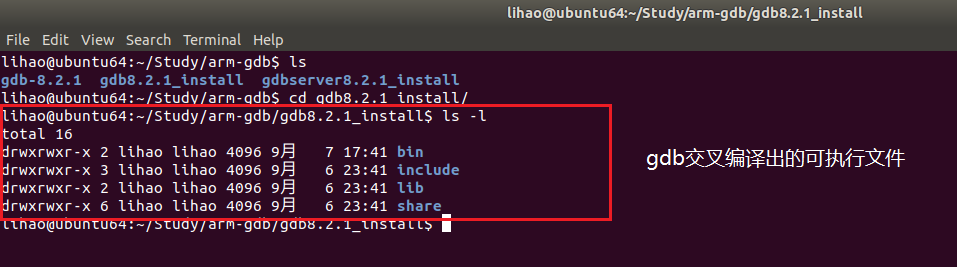 lihao@ubuntu64:~/Study/arm-gdb/gdb8.2.1_install
File Edit View Search Terminal Help
lihao@ubuntu64:~/Study/arm-gdb$ ls
gdb-8.2.1  gdb8.2.1_install  gdbserver8.2.1_install
lihao@ubuntu64:~/Study/arm-gdb$ cd gdb8.2.1_install/
lihao@ubuntu64:~/Study/arm-gdb/gdb8.2.1_install$ ls -l
total 16
drwxrwxr-x 2 lihao lihao 4096 9月   7 17:41 bin
drwxrwxr-x 3 lihao lihao 4096 9月   6 23:41 include
drwxrwxr-x 2 lihao lihao 4096 9月   6 23:41 lib
drwxrwxr-x 6 lihao lihao 4096 9月   6 23:41 share
lihao@ubuntu64:~/Study/arm-gdb/gdb8.2.1_install$
gdb交叉编译出的可执行文件